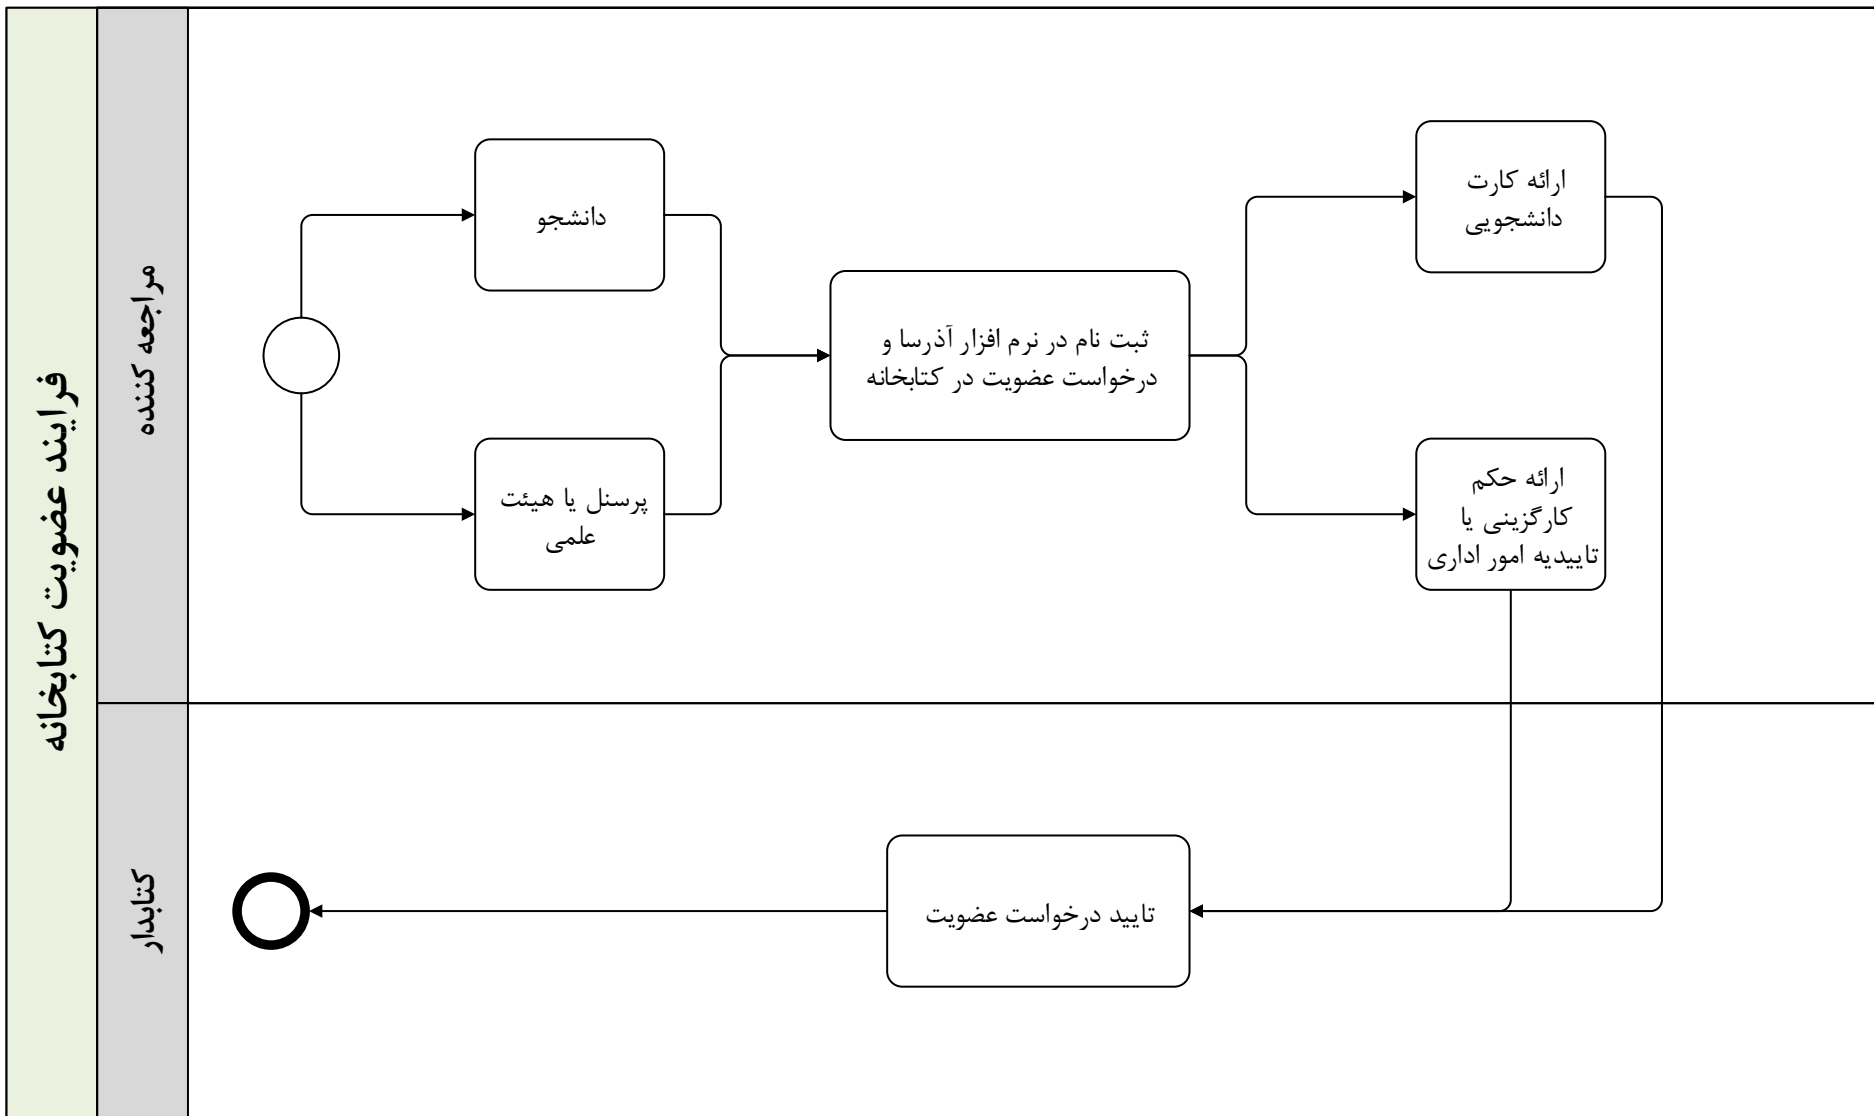 فرایند عضویت کتابخانه
مراجعه کننده
دانشجو
پرسنل یا هیئت
علمی
ثبت نام در نرم افزار آذرسا و
درخواست عضویت در کتابخانه
ارائه کارت
دانشجویی
ارائه حکم
کارگزینی یا
تاییدیه امور اداری
کتابدار
تایید درخواست عضویت